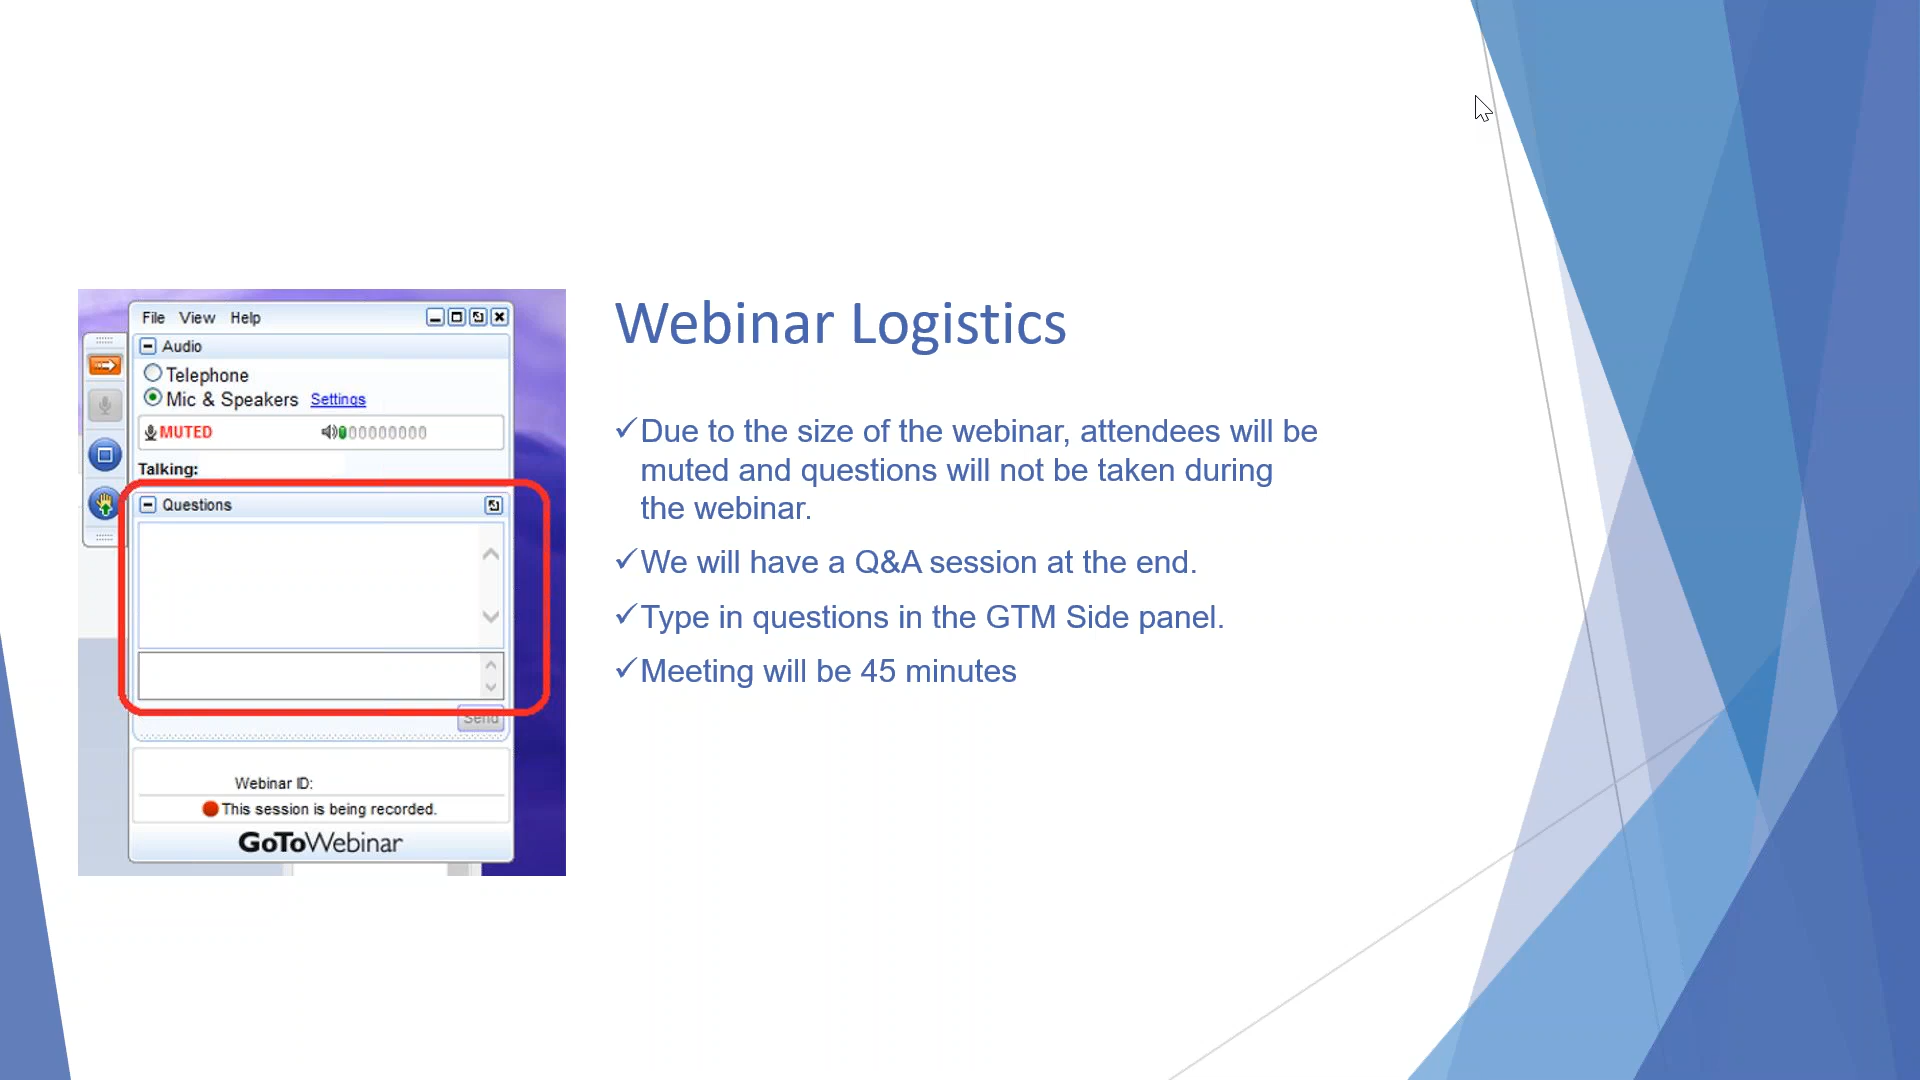 File View Help
Audio
Telephone
Mic & Speakers Settings
MUTED
Talking:
Questions
Send
Webinar ID:
This session is being recorded.
GoToWebinar
Webinar Logistics
✓Due to the size of the webinar, attendees will be
muted and questions will not be taken during
the webinar.
✓We will have a Q&A session at the end.
✓Type in questions in the GTM Side panel.
✓Meeting will be 45 minutes